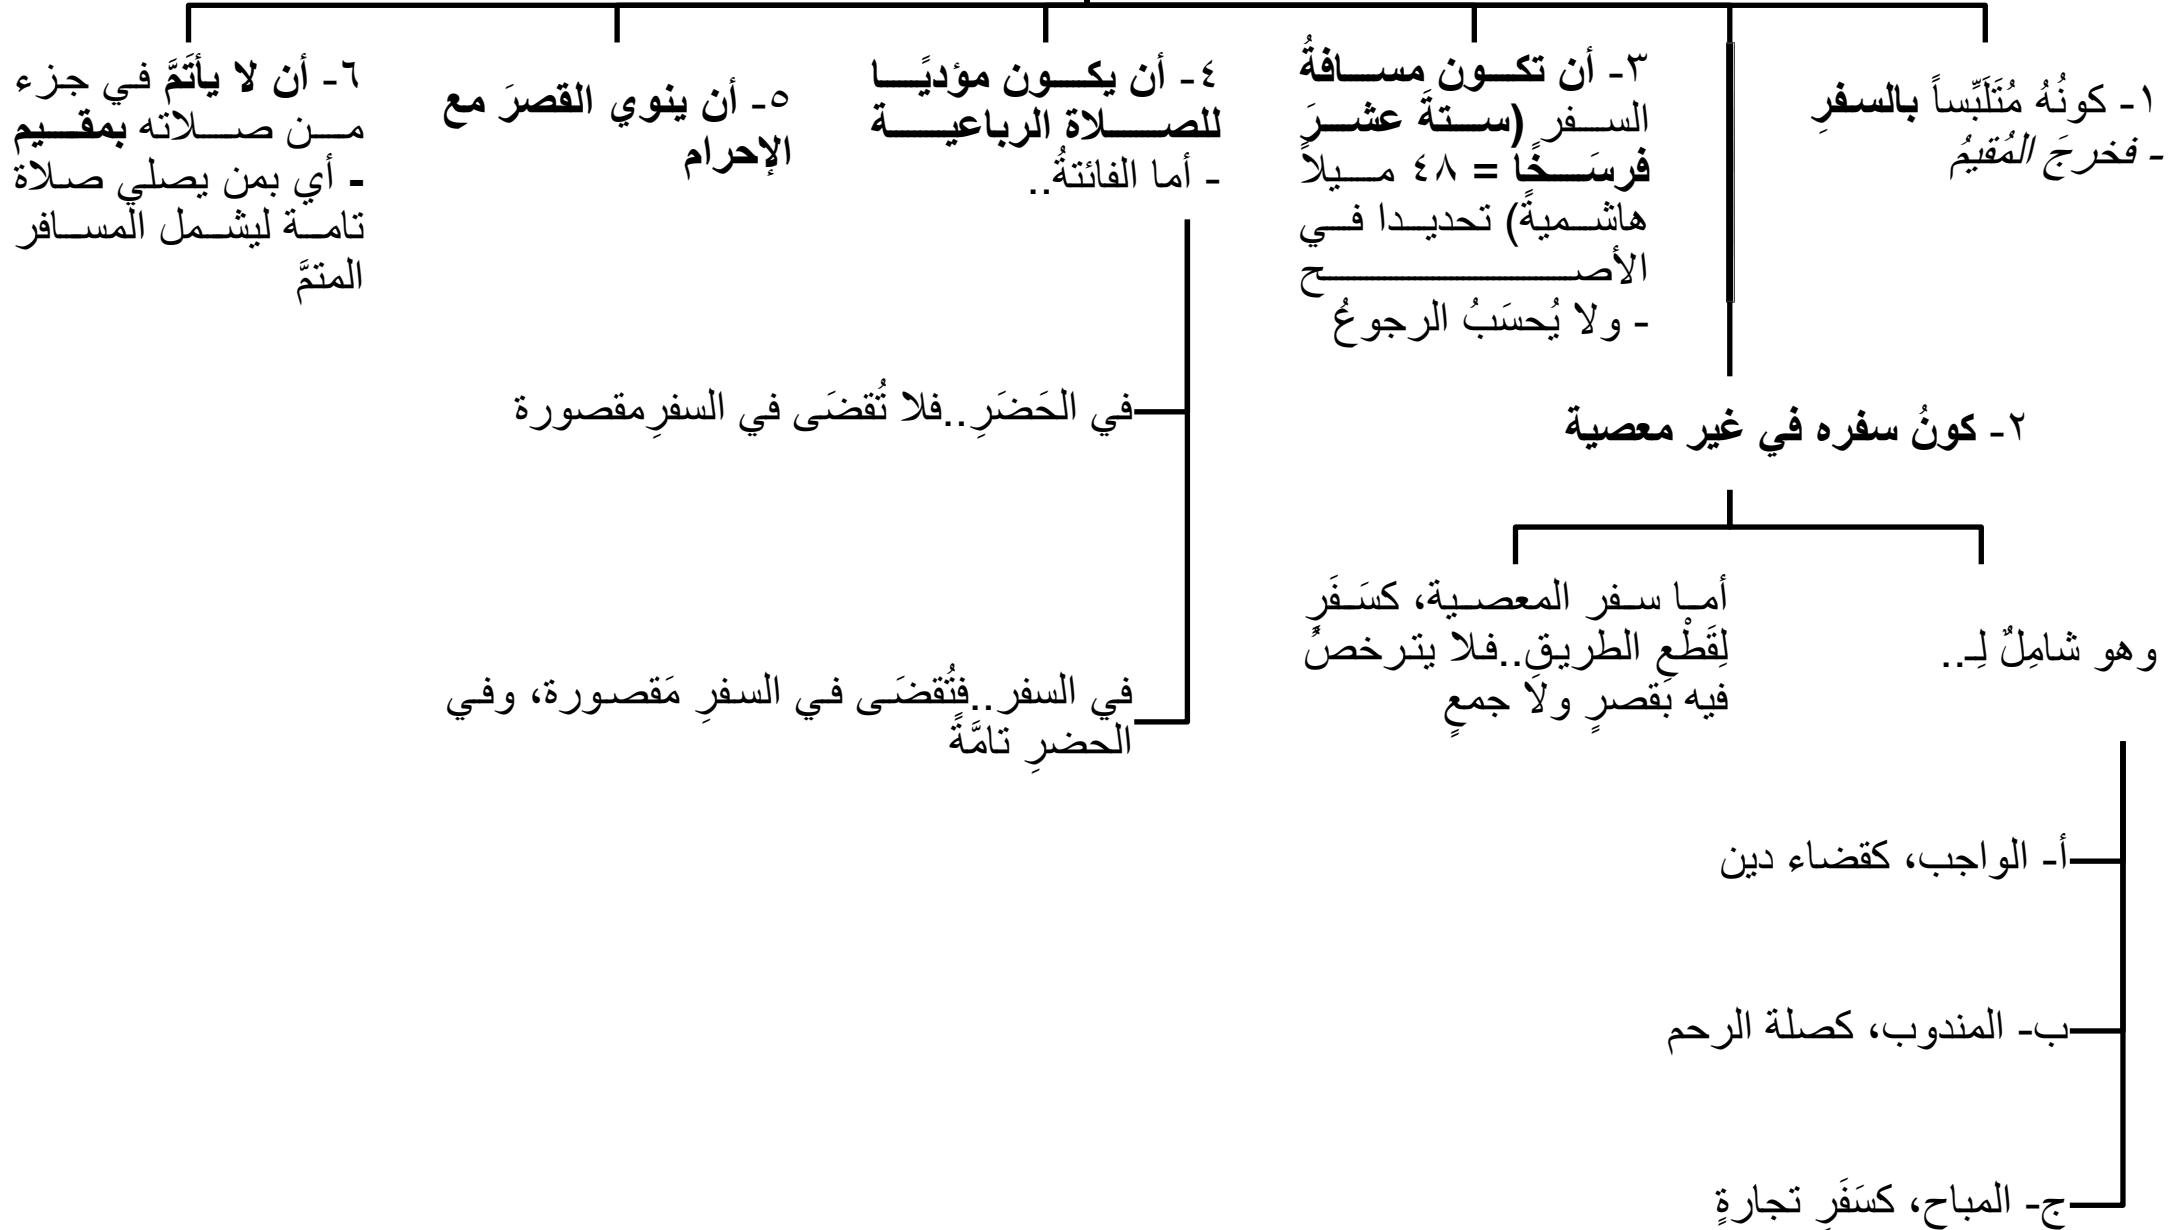 ١- كونُهُ مُتَلَبِّساً بالسفرِ
- فخرجَ المُقيمُ
٢- كونُ سفره في غير معصية
وهو شامِلٌ لِـ..
أ- الواجب، كقضاء دين
ب- المندوب، كصلة الرحم
ج- المباح، كسَفَرِ تجارةٍ
أما سفر المعصية، كسَفَرٍ
لِقَطْعِ الطريقِ..فلا يترخصُ
فيه بقصرٍ ولا جمعٍ
٣- أن تكون مسافةُ
السفر (ستةَ عشرَ
فرسَخًا = ٤٨ ميلاً
هاشميةً) تحديدا في
الأصح
- ولا يُحسَبُ الرجوعُ
٤- أن يكون مؤديًا
للصلاة الرباعية
- أما الفائتةُ..
في الحَضَرِ..فلا تُقضَى في السفرِمقصورة
في السفر..فتُقضَى في السفرِ مَقصورة، وفي
الحضرِ تامَّةً
٥- أن ينوي القصرَ مع
الإحرام
٦- أن لا يأتَمَّ في جزء
من صلاته بمقيم
- أي بمن يصلي صلاة
تامة ليشمل المسافر
المتمَّ